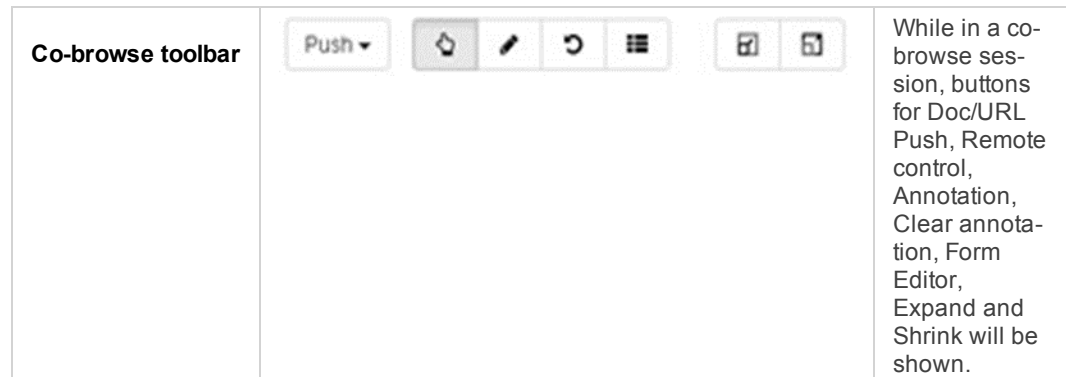 Co-browse toolbar
Push
While in a co-
browse ses-
sion, buttons
for Doc/URL
Push, Remote
control,
Annotation,
Clear annota-
tion, Form
Editor,
Expand and
Shrink will be
shown.